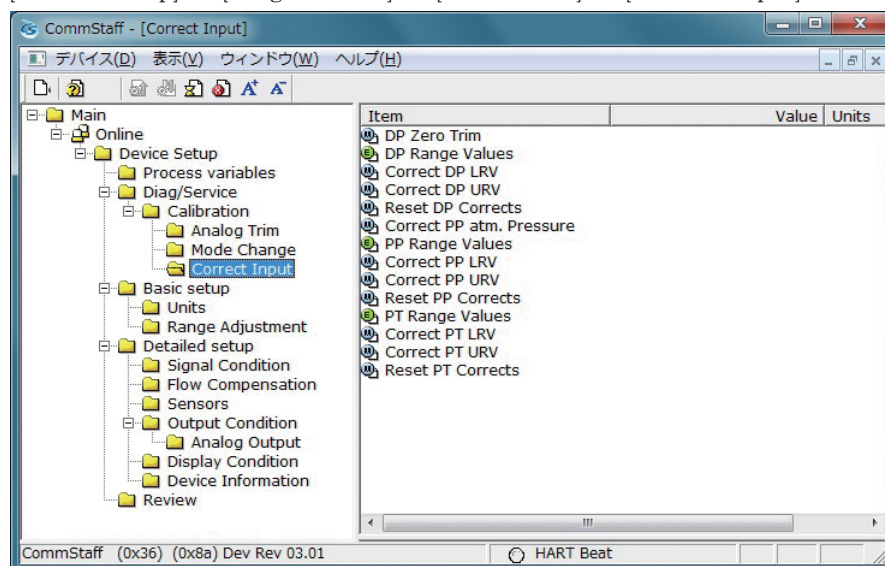 CommStaff - [Correct Input]
デバイス(D) 表示(V) ウィンドウ(W) ヘルプ(H)
Main
Online
Device Setup
Process variables
Diag/Service
Calibration
Analog Trim
Mode Change
Correct Input
Basic setup
Units
Range Adjustment
Detailed setup
Signal Condition
Flow Compensation
Sensors
Output Condition
Analog Output
Display Condition
Device Information
Review
Item Value Units
DP Zero Trim
DP Range Values
Correct DP LRV
Correct DP URV
Reset DP Corrects
Correct PP atm. Pressure
PP Range Values
Correct PP LRV
Correct PP URV
Reset PP Corrects
PT Range Values
Correct PT LRV
Correct PT URV
Reset PT Corrects
CommStaff (0x36) (0x8a) Dev Rev 03.01 HART Beat